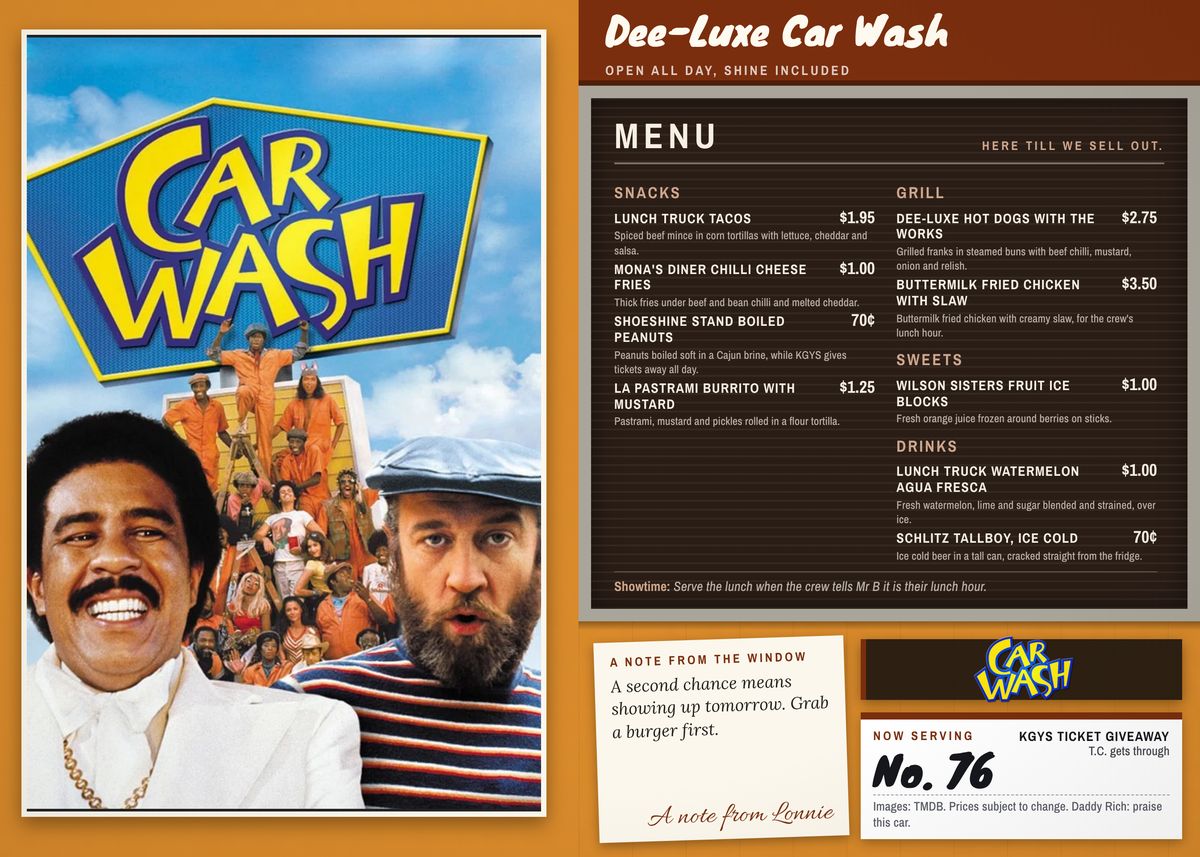 CAR
WASH
Dee-Luxe Car Wash
OPEN ALL DAY, SHINE INCLUDED
MENU
HERE TILL WE SELL OUT.
SNACKS
LUNCH TRUCK TACOS $1.95
Spiced beef mince in corn tortillas with lettuce, cheddar and
salsa.
MONA'S DINER CHILLI CHEESE $1.00
FRIES
Thick fries under beef and bean chilli and melted cheddar.
SHOESHINE STAND BOILED 70¢
PEANUTS
Peanuts boiled soft in a Cajun brine, while KGYS gives
tickets away all day.
LA PASTRAMI BURRITO WITH $1.25
MUSTARD
Pastrami, mustard and pickles rolled in a flour tortilla.
GRILL
DEE-LUXE HOT DOGS WITH THE $2.75
WORKS
Grilled franks in steamed buns with beef chilli, mustard,
onion and relish.
BUTTERMILK FRIED CHICKEN $3.50
WITH SLAW
Buttermilk fried chicken with creamy slaw, for the crew's
lunch hour.
SWEETS
WILSON SISTERS FRUIT ICE $1.00
BLOCKS
Fresh orange juice frozen around berries on sticks.
DRINKS
LUNCH TRUCK WATERMELON $1.00
AGUA FRESCA
Fresh watermelon, lime and sugar blended and strained, over
ice.
SCHLITZ TALLBOY, ICE COLD 70¢
Ice cold beer in a tall can, cracked straight from the fridge.
Showtime: Serve the lunch when the crew tells Mr B it is their lunch hour.
A NOTE FROM THE WINDOW
A second chance means
showing up tomorrow. Grab
a burger first.
A note from Lonnie
CAR
WASH
NOW SERVING
No. 76
KGYS TICKET GIVEAWAY
T.C. gets through
Images: TMDB. Prices subject to change. Daddy Rich: praise
this car.